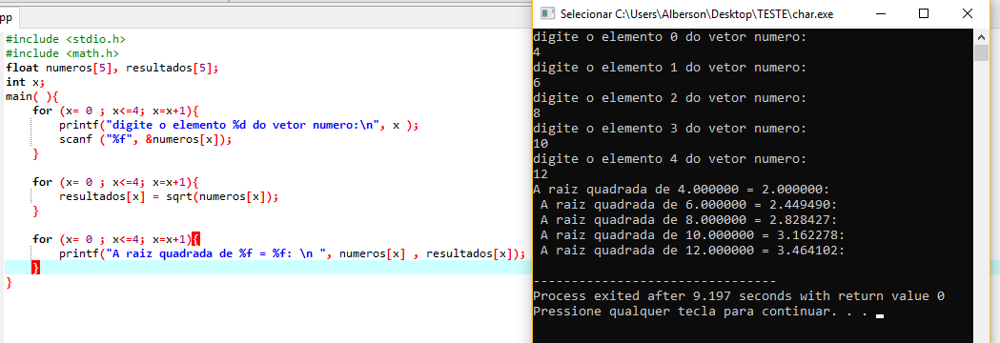 pp
#include <stdio.h>
#include <math.h>
float numeros[5], resultados[5];
int x;
main( ){
for (x= 0 ; x<=4; x=x+1){
printf("digite o elemento %d do vetor numero:\n", x );
scanf ("%f", &numeros[x]);
}
for (x= 0 ; x<=4; x=x+1){
resultados[x] = sqrt(numeros[x]);
}
for (x= 0 ; x<=4; x=x+1){
printf("A raiz quadrada de %f = %f: \n ", numeros[x] , resultados[x]);
}
}
Selecionar C:\Users\Alberson\Desktop\TESTE\char.exe
digite o elemento 0 do vetor numero:
4
digite o elemento 1 do vetor numero:
6
digite o elemento 2 do vetor numero:
8
digite o elemento 3 do vetor numero:
10
digite o elemento 4 do vetor numero:
12
A raiz quadrada de 4.000000 = 2.000000:
A raiz quadrada de 6.000000 = 2.449490:
A raiz quadrada de 8.000000 = 2.828427:
A raiz quadrada de 10.000000 = 3.162278:
A raiz quadrada de 12.000000 = 3.464102:
--------------------------------
Process exited after 9.197 seconds with return value 0
Pressione qualquer tecla para continuar. . .